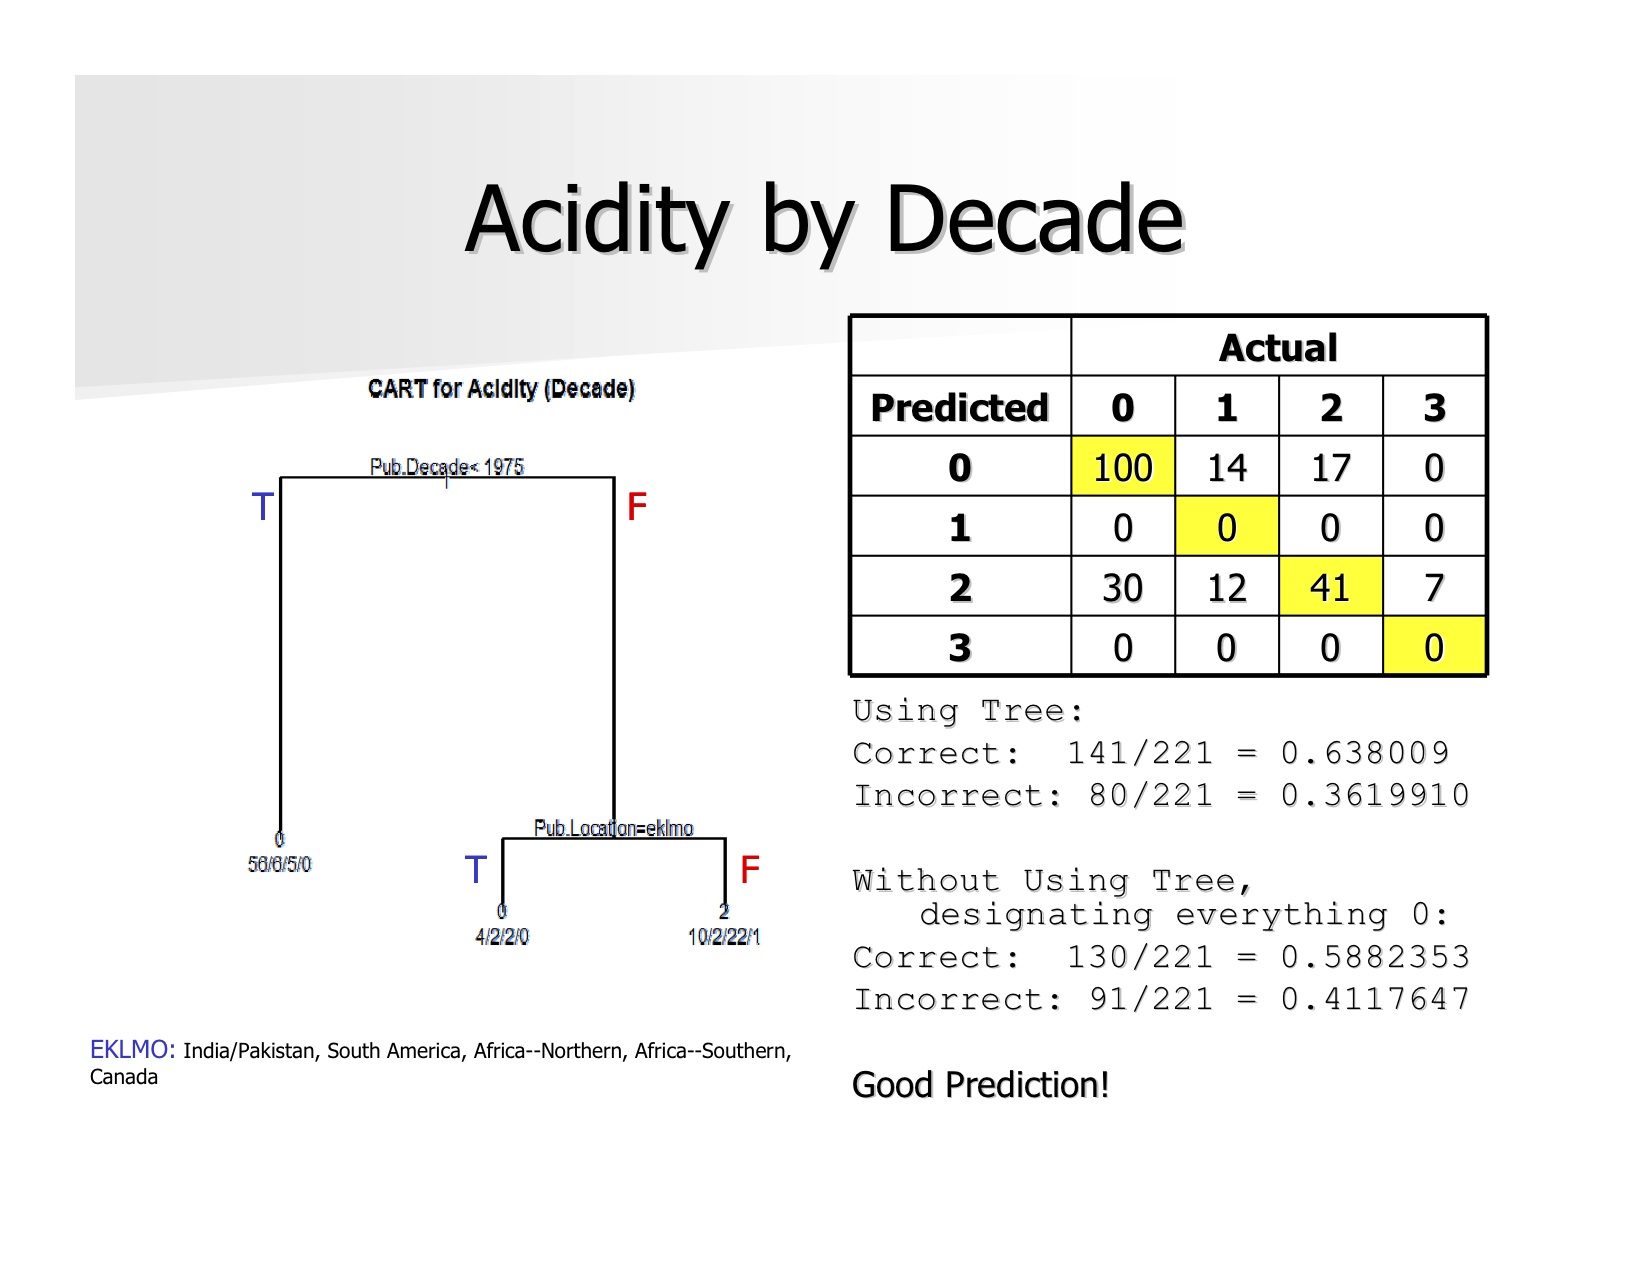 Acidity by Decade
CART for Acidity (Decade)
Pub.Decade< 1975
T
F
0
56/6/5/0
Pub.Location=eklmo
T
F
0
4/2/2/0
2
10/2/22/1
EKLMO: India/Pakistan, South America, Africa--Northern, Africa--Southern,
Canada
Actual
Predicted 0 1 2 3
0 100 14 17 0
1 0 0 0 0
2 30 12 41 7
3 0 0 0 0
Using Tree:
Correct: 141/221 = 0.638009
Incorrect: 80/221 = 0.3619910
Without Using Tree,
designating everything 0:
Correct: 130/221 = 0.5882353
Incorrect: 91/221 = 0.4117647
Good Prediction!